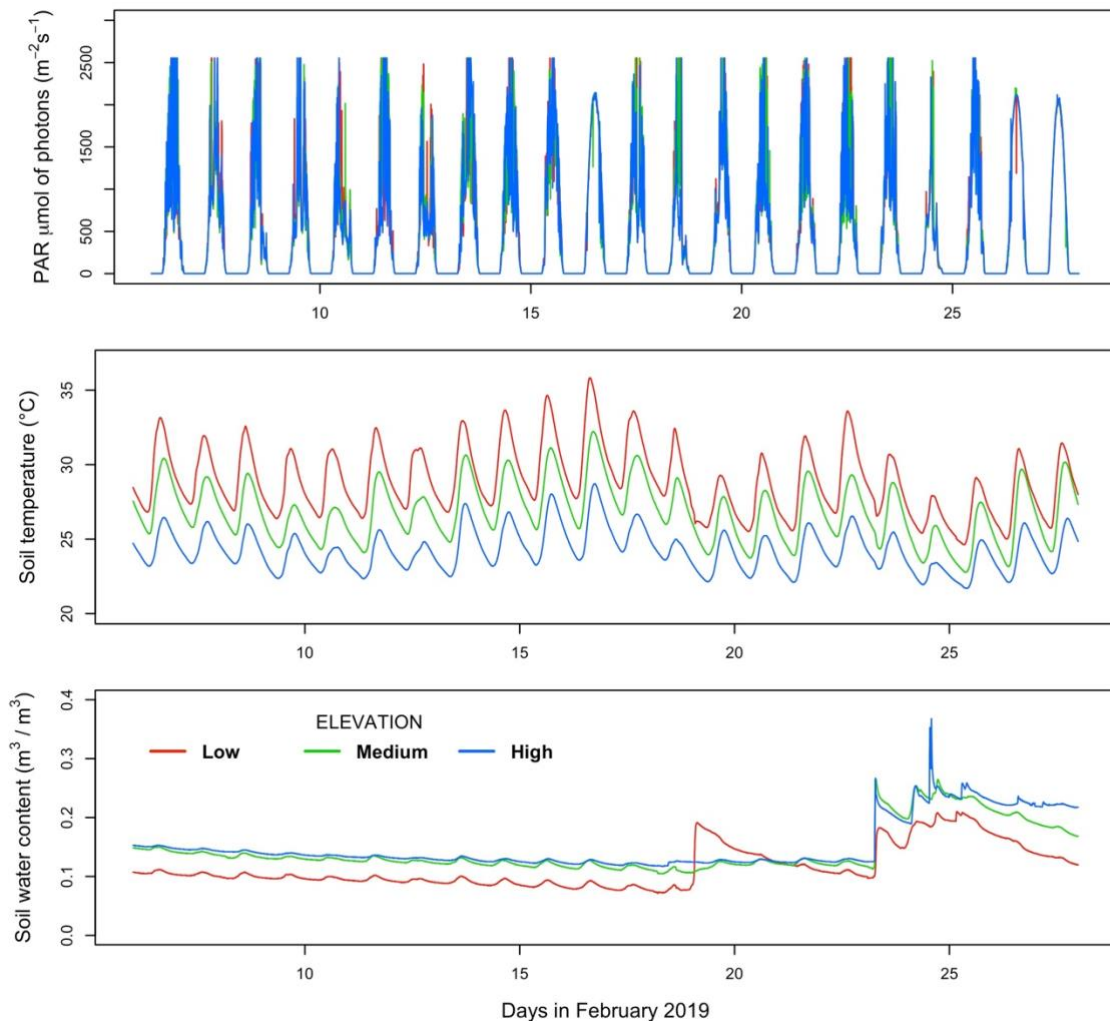 PAR μmol of photons (m⁻²s⁻¹)
2500
1500
500
0
10 15 20 25
Soil temperature (°C)
35
30
25
20
10 15 20 25
Soil water content (m³ / m³)
0.4
0.3
0.2
0.1
0.0
ELEVATION
Low Medium High
10 15 20 25
Days in February 2019